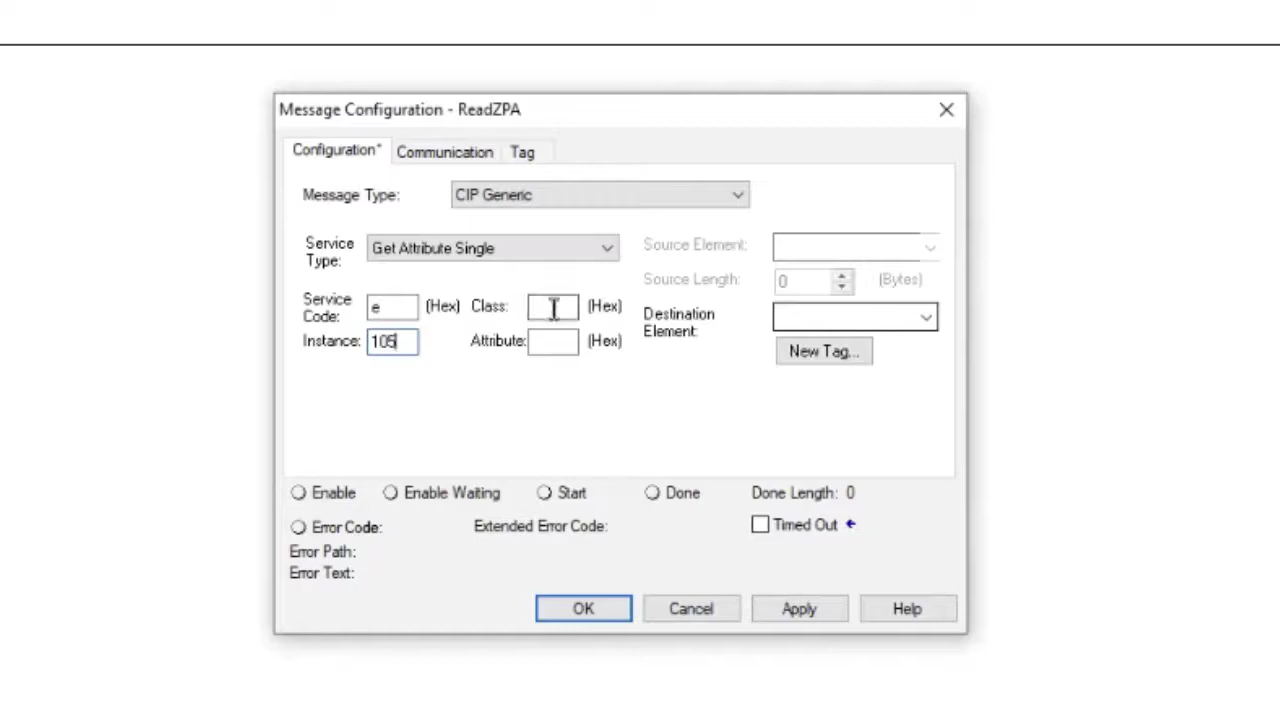 Message Configuration - ReadZPA
Configuration* Communication Tag
Message Type: CIP Generic
Service Type: Get Attribute Single
Source Element:
Source Length: 0 (Bytes)
Service Code: e (Hex) Class: (Hex)
Destination Element:
Instance: 105 Attribute: (Hex)
New Tag...
Enable Enable Waiting Start Done Done Length: 0
Error Code: Extended Error Code: Timed Out
Error Path:
Error Text:
OK Cancel Apply Help